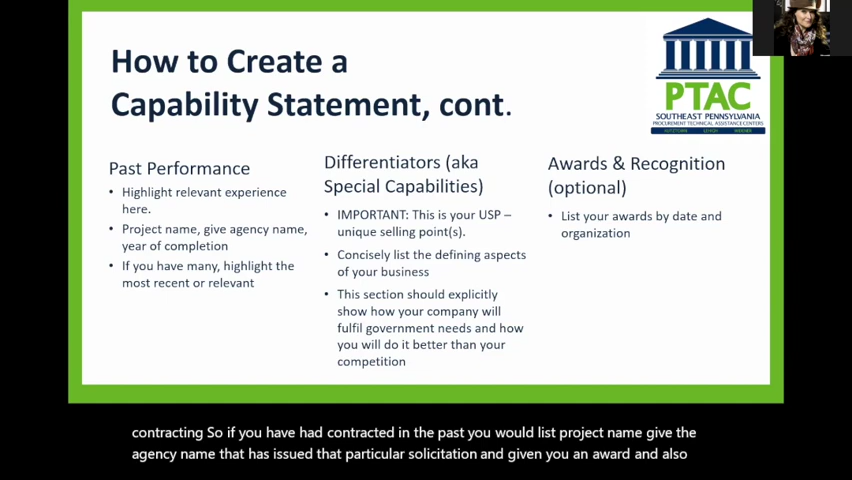 How to Create a
Capability Statement, cont.
PTAC
SOUTHEAST PENNSYLVANIA
PROCUREMENT TECHNICAL ASSISTANCE CENTERS
Past Performance
• Highlight relevant experience
here.
• Project name, give agency name,
year of completion
• If you have many, highlight the
most recent or relevant
Differentiators (aka
Special Capabilities)
• IMPORTANT: This is your USP –
unique selling point(s).
• Concisely list the defining aspects
of your business
• This section should explicitly
show how your company will
fulfil government needs and how
you will do it better than your
competition
Awards & Recognition
(optional)
• List your awards by date and
organization
contracting So if you have had contracted in the past you would list project name give the
agency name that has issued that particular solicitation and given you an award and also